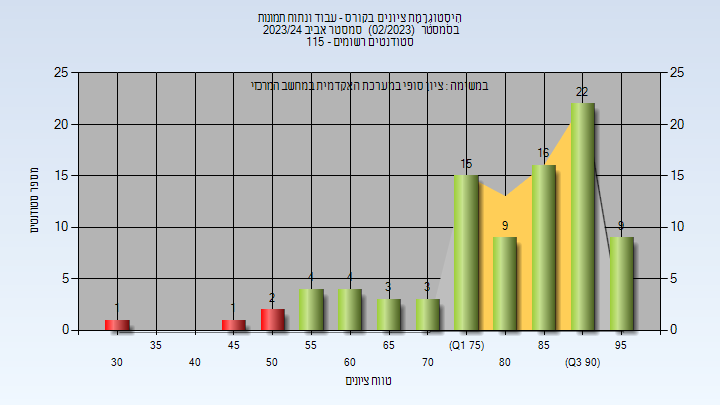 היסטוגרמת ציונים בקורס - עבוד ונתוח תמונות
בסמסטר (02/2023) סמסטר אביב 2023/24
סטודנטים רשומים - 115
במשימה : ציון סופי במערכת האקדמית במחשב המרכזי
מספר סטודנטים
25 25
20 20
15 15
10 10
5 5
0 0
1 1 2 4 4 3 3 15 9 16 22 9
35 45 55 65 (Q1 75) 85 95
30 40 50 60 70 80 (Q3 90)
טווח ציונים